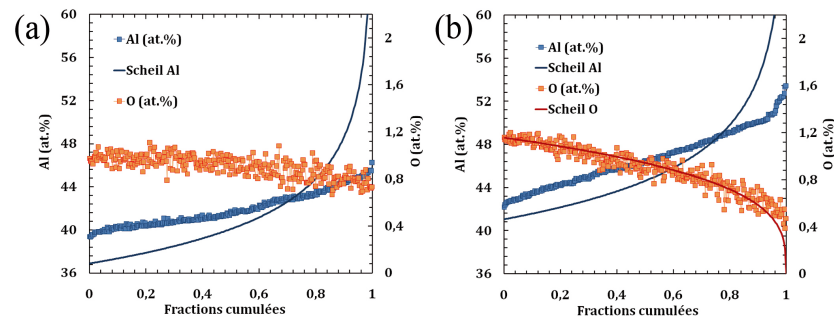 (a)
60
56
52
48
44
40
36
Al (at.%)
Al (at.%)
Scheil Al
O (at.%)
2
1,6
1,2
0,8
0,4
0
O (at.%)
0
0,2
0,4
0,6
0,8
1
Fractions cumulées
(b)
60
56
52
48
44
40
36
Al (at.%)
Al (at.%)
Scheil Al
O (at.%)
Scheil O
2
1,6
1,2
0,8
0,4
0
O (at.%)
0
0,2
0,4
0,6
0,8
1
Fractions cumulées